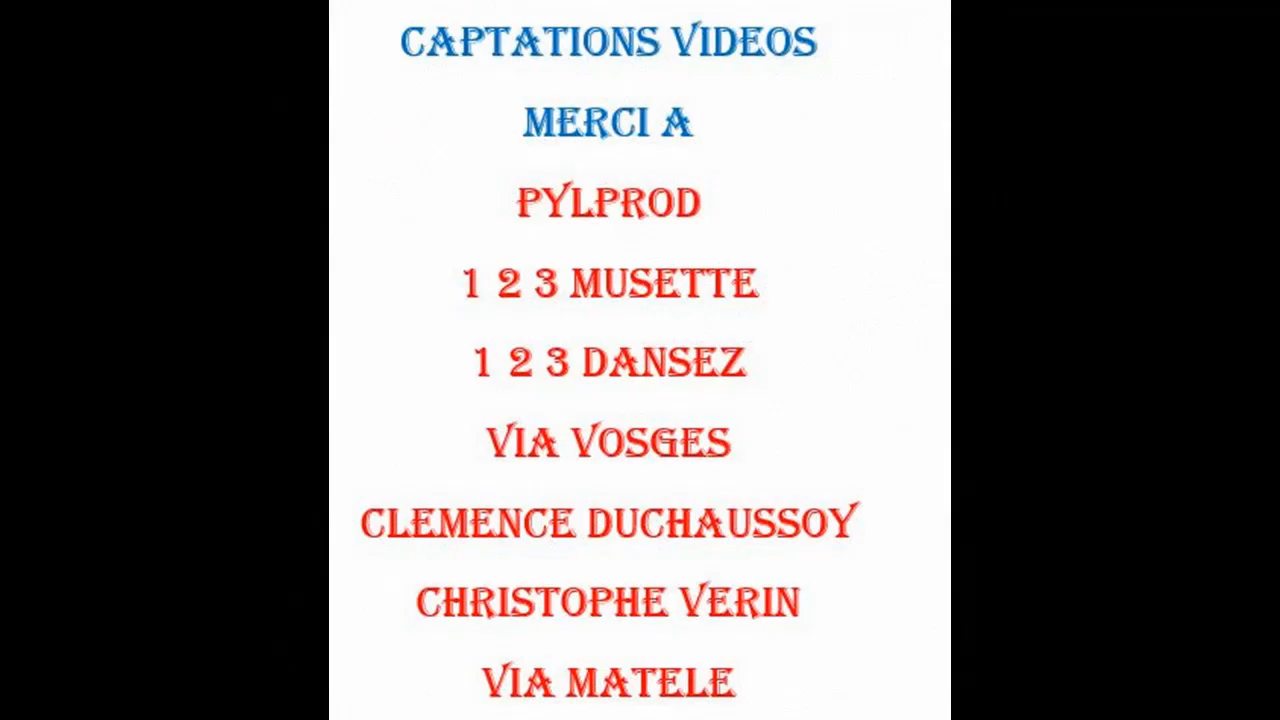 CAPTATIONS VIDEOS
MERCI A
PYLPROD
1 2 3 MUSETTE
1 2 3 DANSEZ
VIA VOSGES
CLEMENCE DUCHAUSSOY
CHRISTOPHE VERIN
VIA MATELE